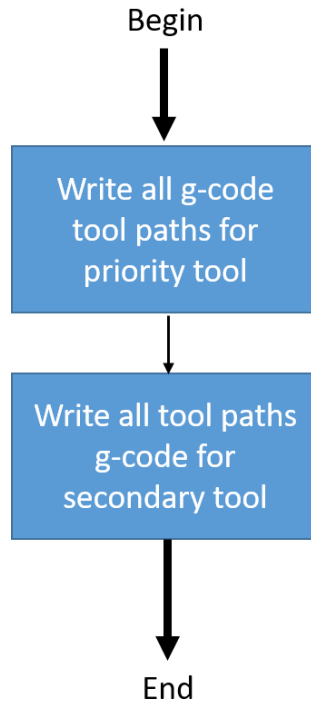 Begin
Write all g-code
tool paths for
priority tool
Write all tool paths
g-code for
secondary tool
End